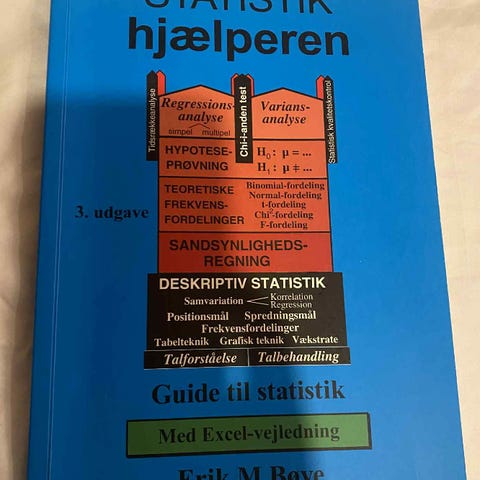 STATISTIK
hjælperen
Tidsrækkeanalyse
Regressions-
analyse
simpel multipel
Chi-i-anden test
Varians-
analyse
Statistisk kvalitetskontrol
HYPOTESE-
PRØVNING
H₀: μ = ...
H₁: μ ≠ ...
3. udgave
TEORETISKE
FREKVENS-
FORDELINGER
Binomial-fordeling
Normal-fordeling
t-fordeling
Chi²-fordeling
F-fordeling
SANDSYNLIGHEDS-
REGNING
DESKRIPTIV STATISTIK
Samvariation
Korrelation
Regression
Positionsmål Spredningsmål
Frekvensfordelinger
Tabelteknik Grafisk teknik Vækstrate
Talforståelse Talbehandling
Guide til statistik
Med Excel-vejledning
Erik M Bøye